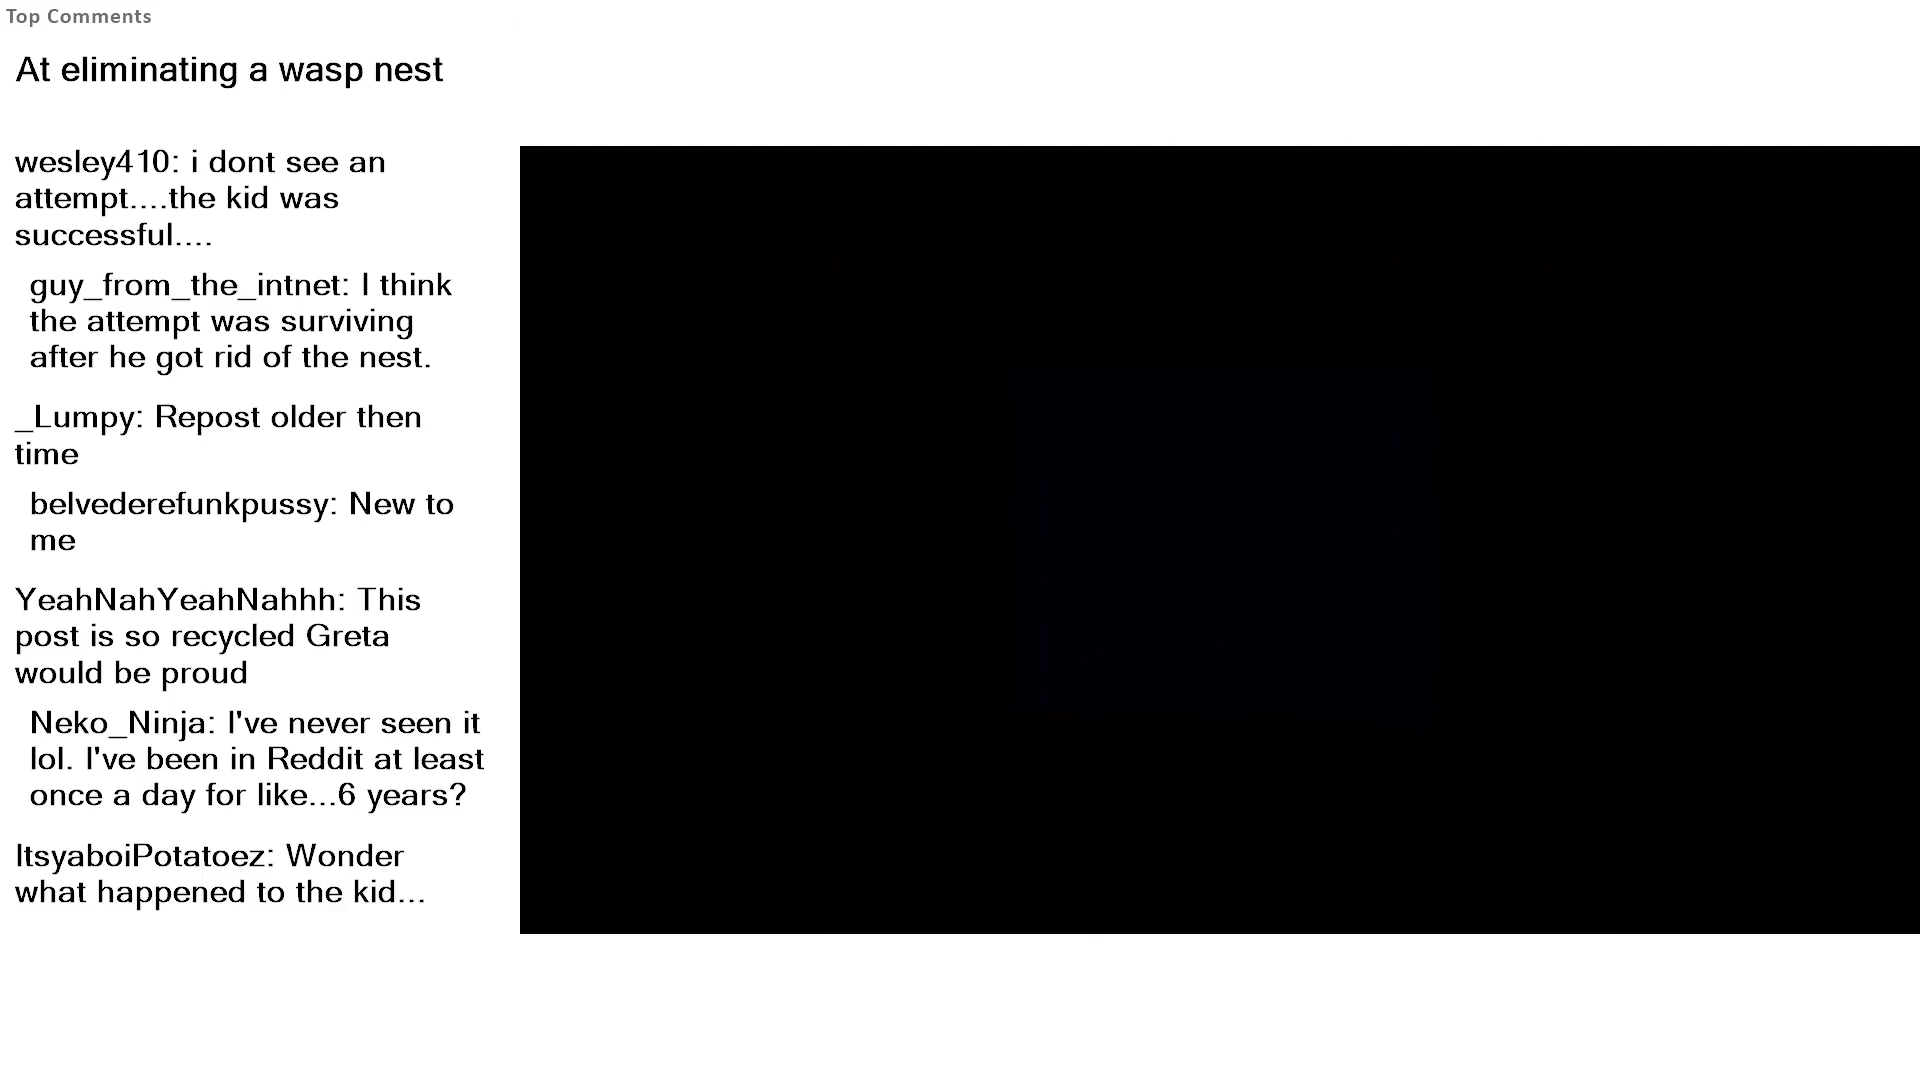 Top Comments
At eliminating a wasp nest
wesley410: i dont see an
attempt....the kid was
successful....
guy_from_the_intnet: I think
the attempt was surviving
after he got rid of the nest.
_Lumpy: Repost older then
time
belvederefunkpussy: New to
me
YeahNahYeahNahhh: This
post is so recycled Greta
would be proud
Neko_Ninja: I've never seen it
lol. I've been in Reddit at least
once a day for like...6 years?
ItsyaboiPotatoez: Wonder
what happened to the kid...